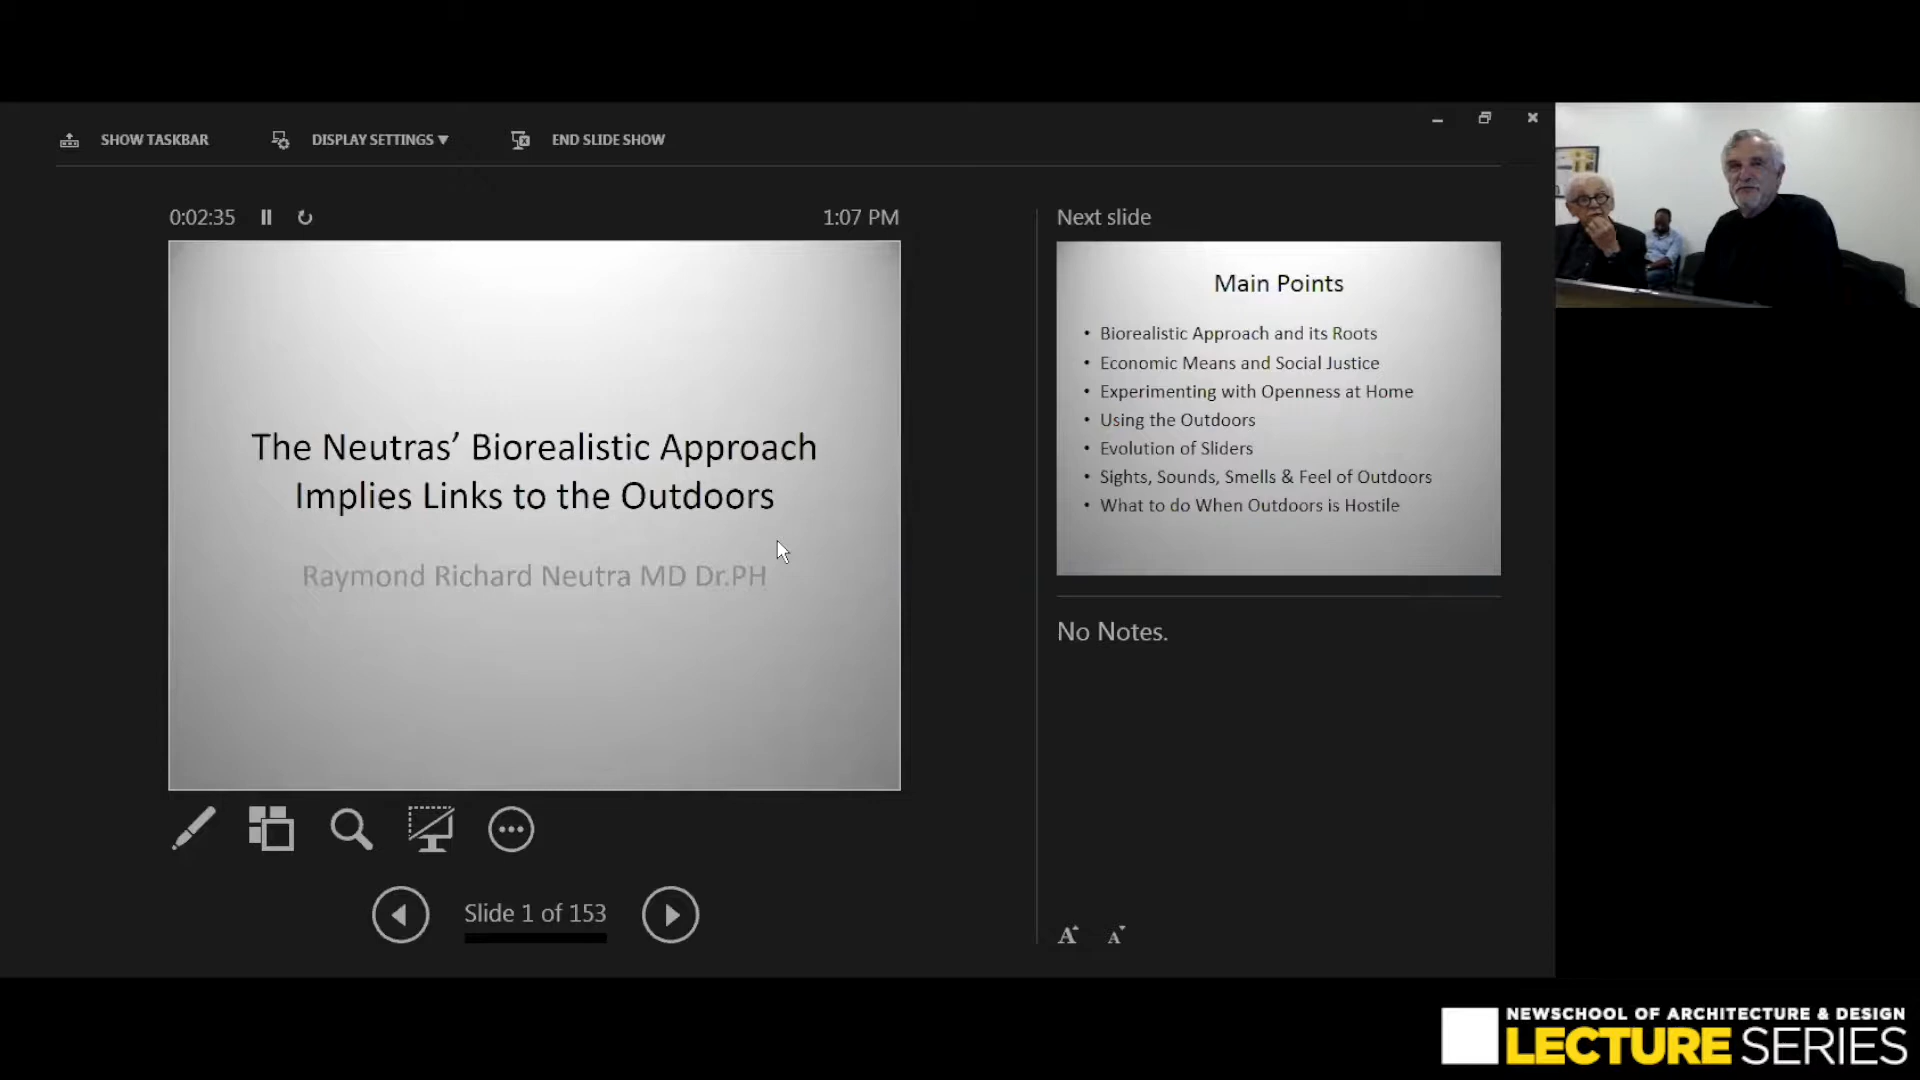 SHOW TASKBAR
DISPLAY SETTINGS
END SLIDE SHOW
0:02:35
1:07 PM
The Neutras’ Biorealistic Approach
Implies Links to the Outdoors
Raymond Richard Neutra MD Dr.PH
Slide 1 of 153
Next slide
Main Points
• Biorealistic Approach and its Roots
• Economic Means and Social Justice
• Experimenting with Openness at Home
• Using the Outdoors
• Evolution of Sliders
• Sights, Sounds, Smells & Feel of Outdoors
• What to do When Outdoors is Hostile
No Notes.
A A
NEWSCHOOL OF ARCHITECTURE & DESIGN
LECTURE SERIES